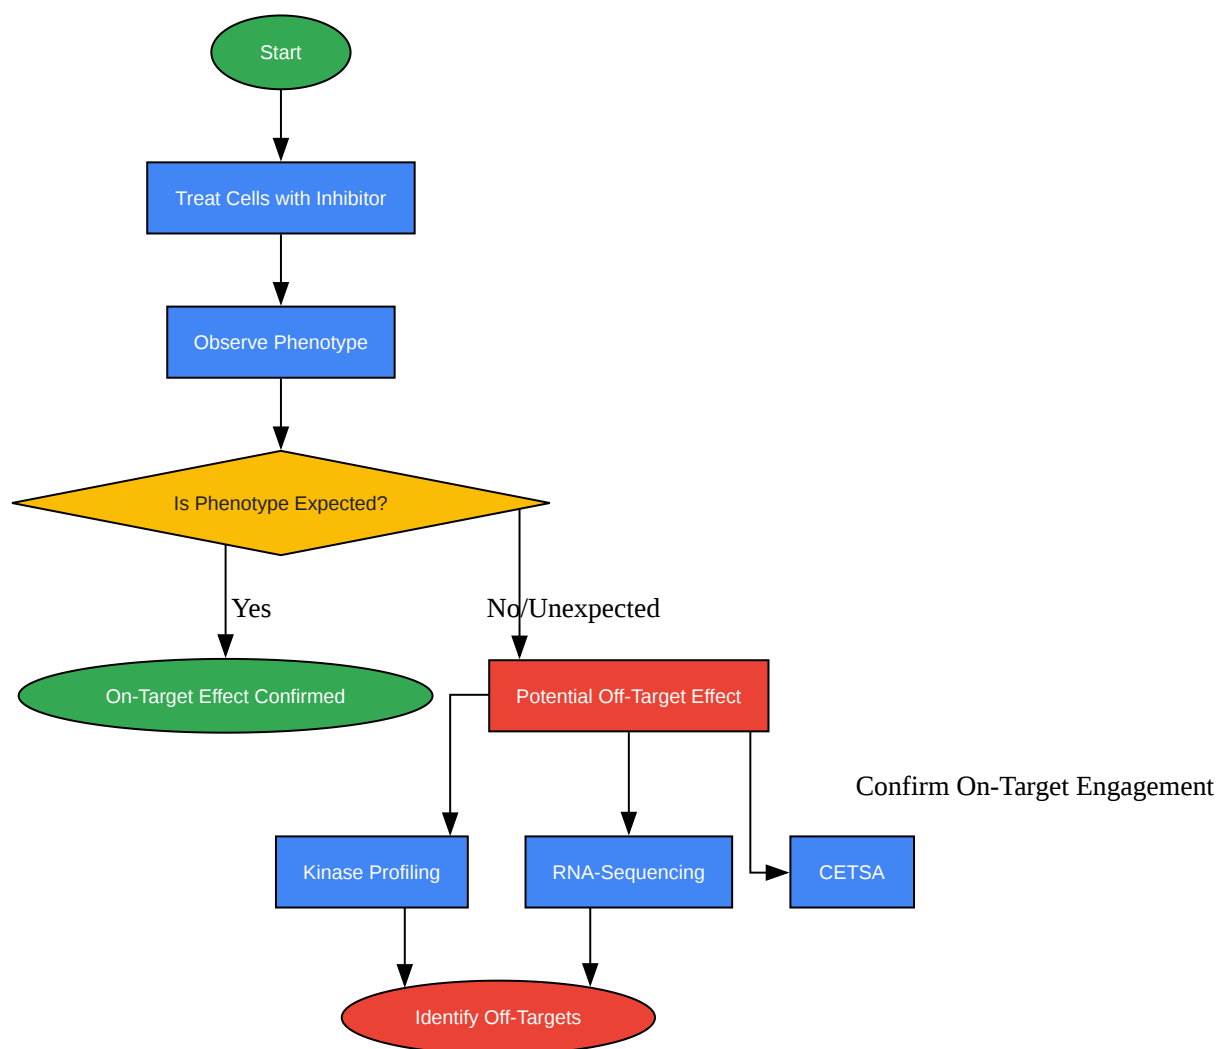 Start
Treat Cells with Inhibitor
Observe Phenotype
Is Phenotype Expected?
Yes
No/Unexpected
On-Target Effect Confirmed
Potential Off-Target Effect
Confirm On-Target Engagement
Kinase Profiling
RNA-Sequencing
CETSA
Identify Off-Targets